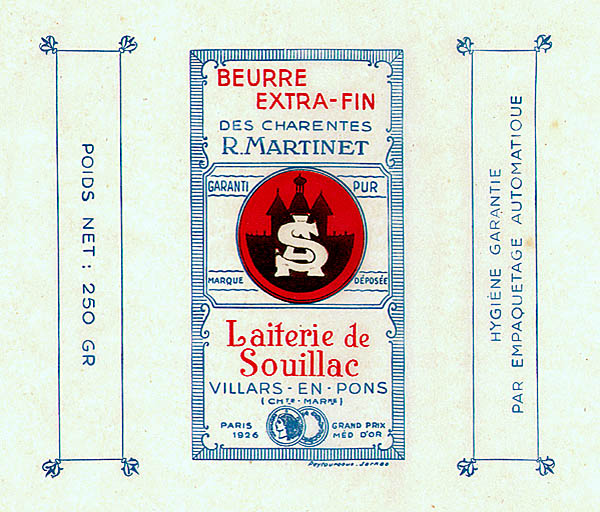 POIDS NET : 250 GR
BEURRE
EXTRA-FIN
DES CHARENTES
R. MARTINET
GARANTI PUR
MARQUE DÉPOSÉE
Laiterie de
Souillac
VILLARS-EN-PONS
(CHTE-MARME)
PARIS GRAND PRIX
1926 MÉD D'OR
HYGIÈNE GARANTIE
PAR EMPAQUETAGE AUTOMATIQUE